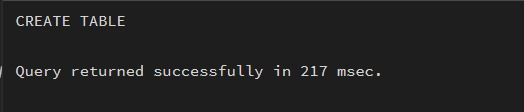 CREATE TABLE
Query returned successfully in 217 msec.